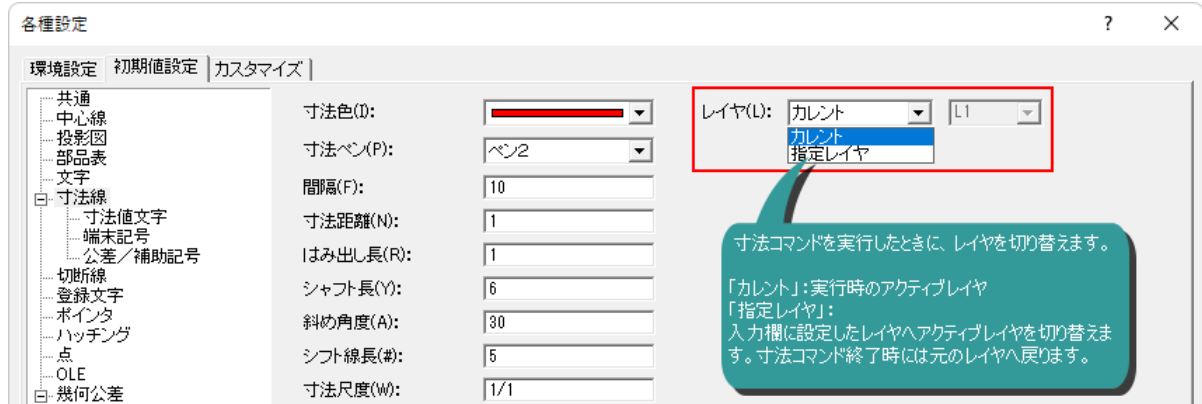 各種設定
? ×
環境設定 初期値設定 カスタマイズ
共通
中心線
投影図
部品表
文字
寸法線
寸法値文字
端末記号
公差／補助記号
切断線
登録文字
ポインタ
ハッチング
点
OLE
幾何公差
寸法色(I):
寸法ペン(P): ペン2
間隔(F): 10
寸法距離(N): 1
はみ出し長(R): 1
シャフト長(Y): 6
斜め角度(A): 30
シフト線長(#): 5
寸法尺度(W): 1/1
レイヤ(L): カレント L1
カレント
指定レイヤ
寸法コマンドを実行したときに、レイヤを切り替えます。
「カレント」：実行時のアクティブレイヤ
「指定レイヤ」：
入力欄に設定したレイヤへアクティブレイヤを切り替えま
す。寸法コマンド終了時には元のレイヤへ戻ります。